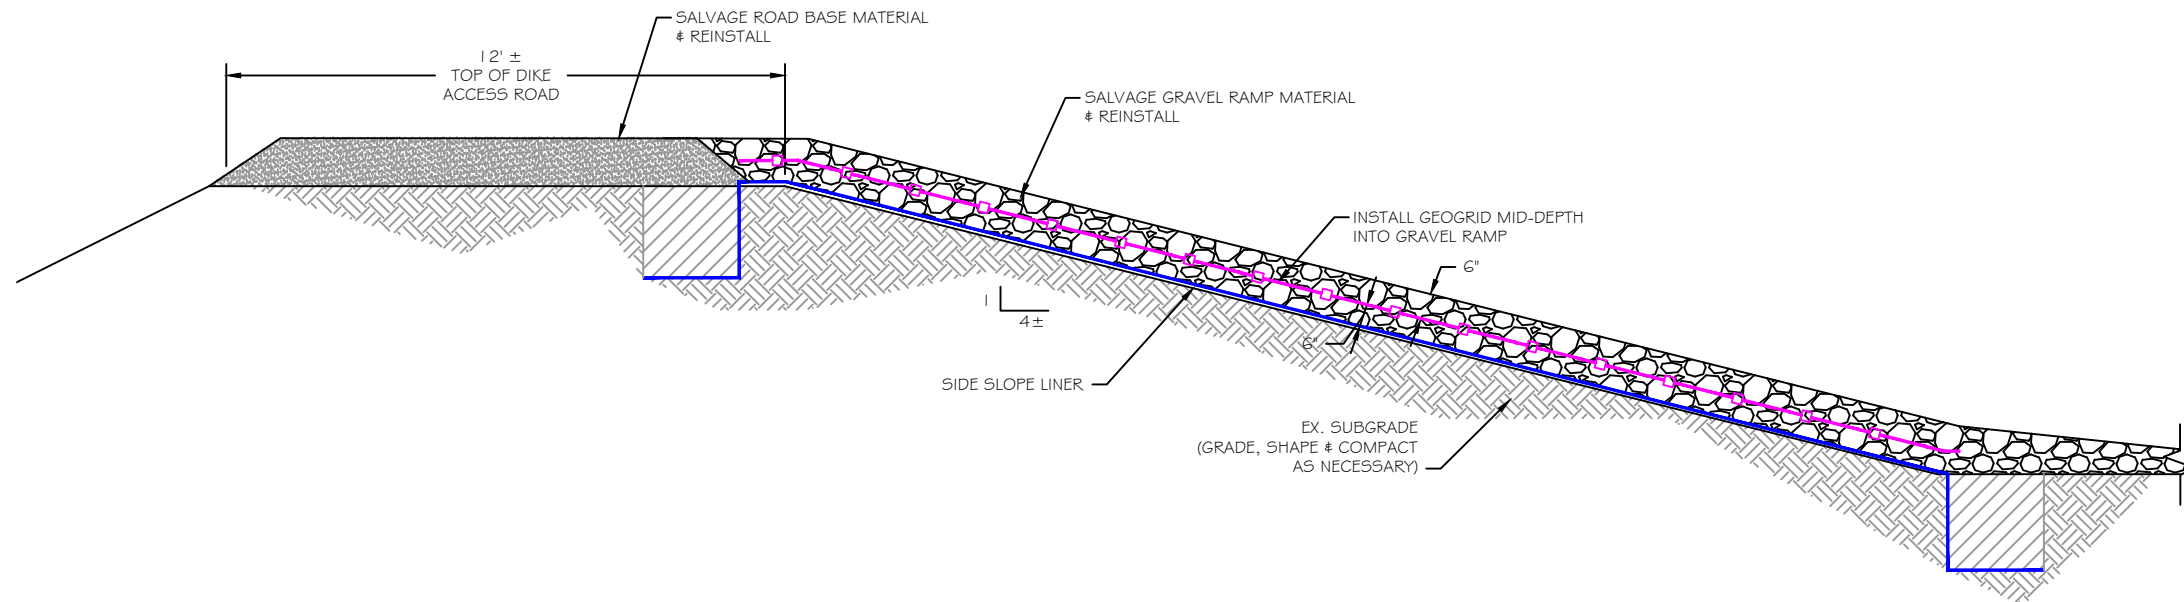 SALVAGE ROAD BASE MATERIAL
& REINSTALL
12' ±
TOP OF DIKE
ACCESS ROAD
SALVAGE GRAVEL RAMP MATERIAL
& REINSTALL
INSTALL GEOGRID MID-DEPTH
INTO GRAVEL RAMP
6"
1
4±
6"
SIDE SLOPE LINER
EX. SUBGRADE
(GRADE, SHAPE & COMPACT
AS NECESSARY)